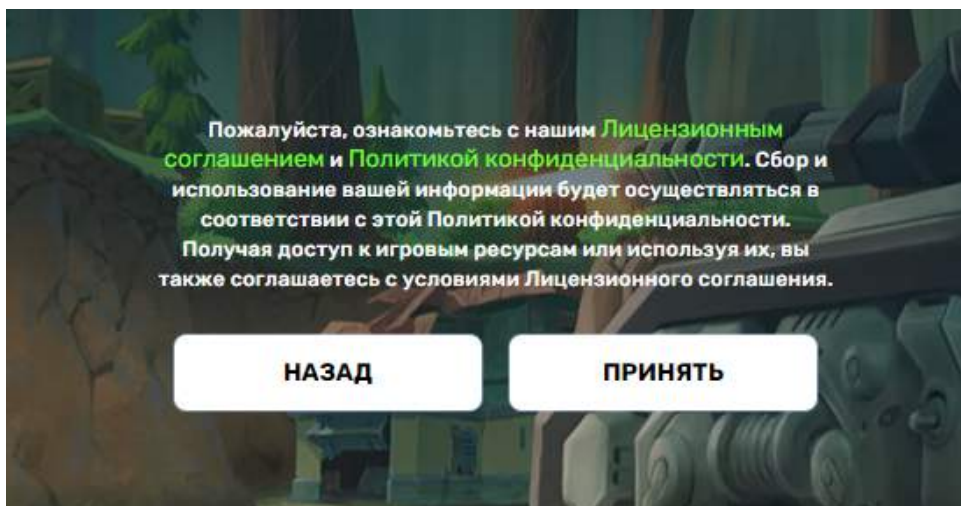 Пожалуйста, ознакомьтесь с нашим Лицензионным
соглашением и Политикой конфиденциальности. Сбор и
использование вашей информации будет осуществляться в
соответствии с этой Политикой конфиденциальности.
Получая доступ к игровым ресурсам или используя их, вы
также соглашаетесь с условиями Лицензионного соглашения.
НАЗАД
ПРИНЯТЬ